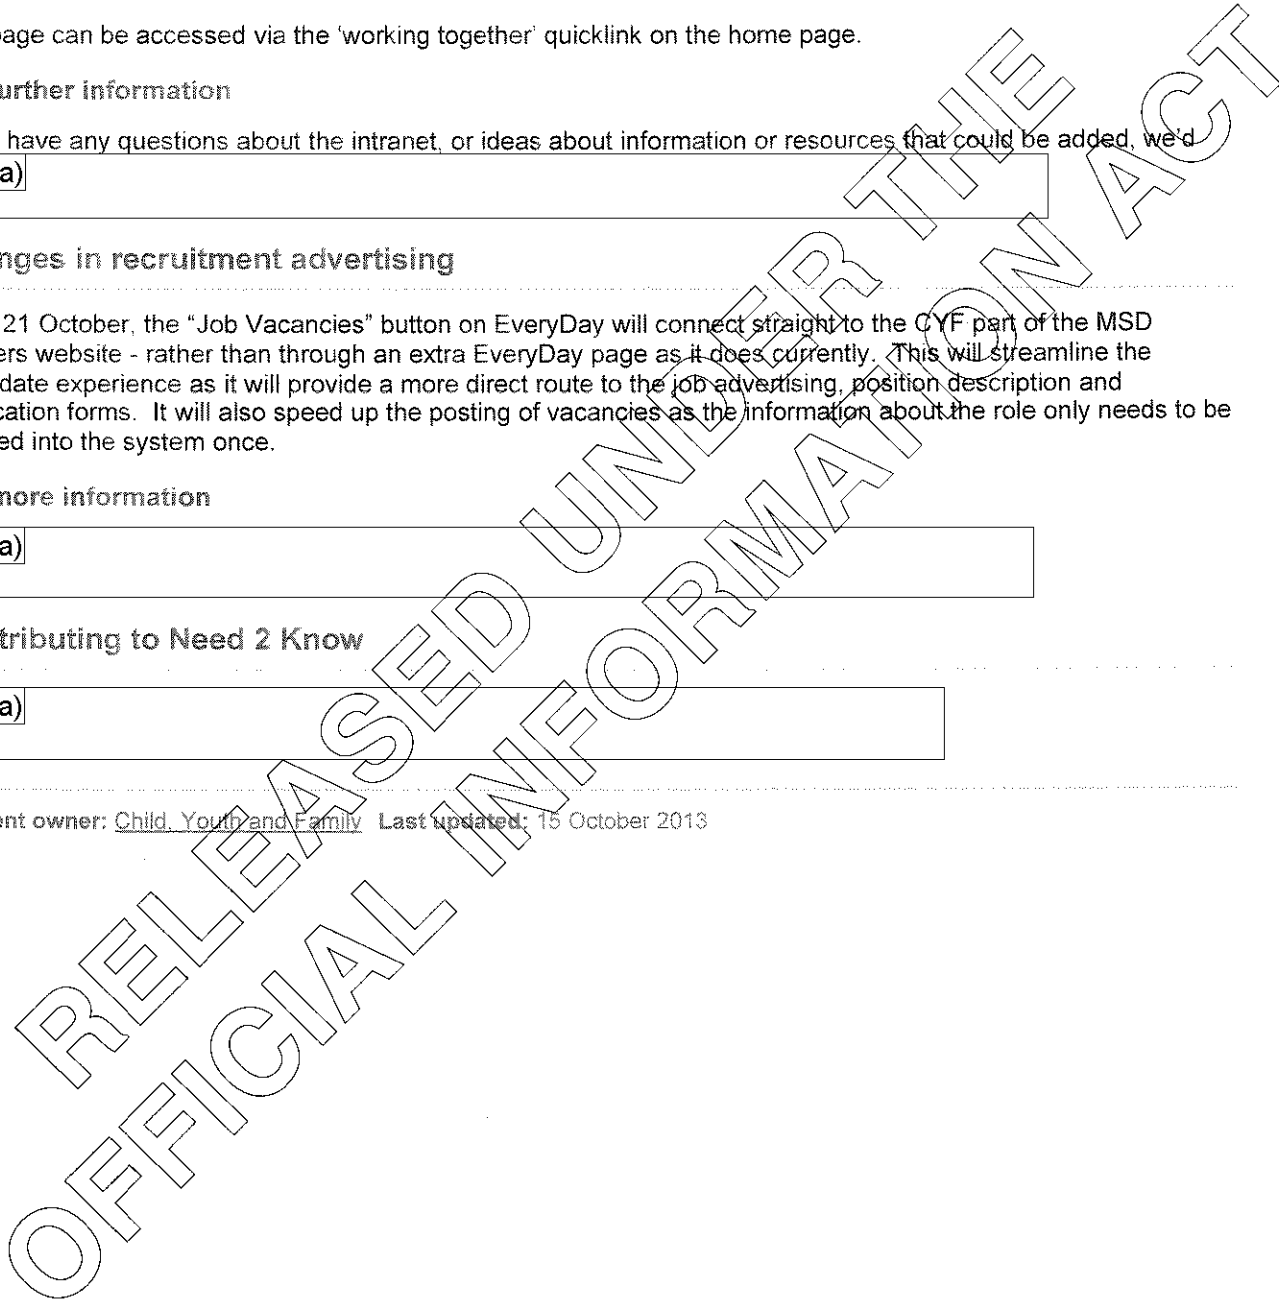 page can be accessed via the 'working together' quicklink on the home page.
urther information
have any questions about the intranet, or ideas about information or resources that could be added, we'd
a)
nges in recruitment advertising
21 October, the “Job Vacancies” button on EveryDay will connect straight to the CYF part of the MSD
ers website - rather than through an extra EveryDay page as it does currently. This will streamline the
date experience as it will provide a more direct route to the job advertising, position description and
cation forms. It will also speed up the posting of vacancies as the information about the role only needs to be
ed into the system once.
more information
a)
tributing to Need 2 Know
a)
ent owner: Child, Youth and Family Last updated: 15 October 2013
RELEASED UNDER THE
OFFICIAL INFORMATION ACT